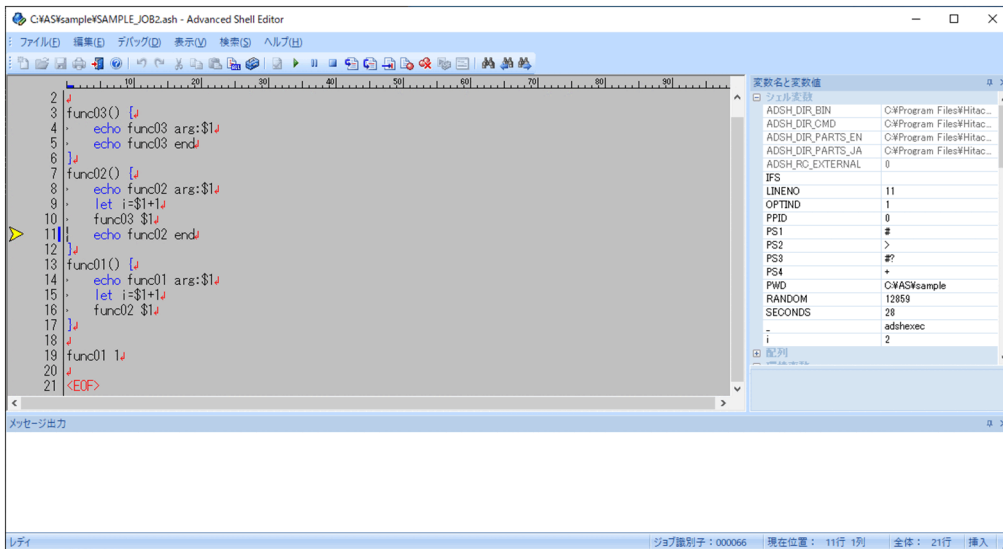 C:¥AS¥sample¥SAMPLE_JOB2.ash - Advanced Shell Editor
ファイル(F) 編集(E) デバッグ(D) 表示(V) 検索(S) ヘルプ(H)
10 20 30 40 50 60 70 80 90
2
3 func03() {
4 echo func03 arg:$1
5 echo func03 end
6 }
7 func02() {
8 echo func02 arg:$1
9 let i=$1+1
10 func03 $1
11 echo func02 end
12 }
13 func01() {
14 echo func01 arg:$1
15 let i=$1+1
16 func02 $1
17 }
18
19 func01 1
20
21 <EOF>
変数名と変数値
シェル変数
ADSH_DIR_BIN C:¥Program Files¥Hitac...
ADSH_DIR_CMD C:¥Program Files¥Hitac...
ADSH_DIR_PARTS_EN C:¥Program Files¥Hitac...
ADSH_DIR_PARTS_JA C:¥Program Files¥Hitac...
ADSH_RC_EXTERNAL 0
IFS
LINENO 11
OPTIND 1
PPID 0
PS1 #
PS2 >
PS3 #?
PS4 +
PWD C:¥AS¥sample
RANDOM 12859
SECONDS 28
_ adshexec
i 2
配列
メッセージ出力
レディ
ジョブ識別子：000066 現在位置： 11行 1列 全体： 21行 挿入